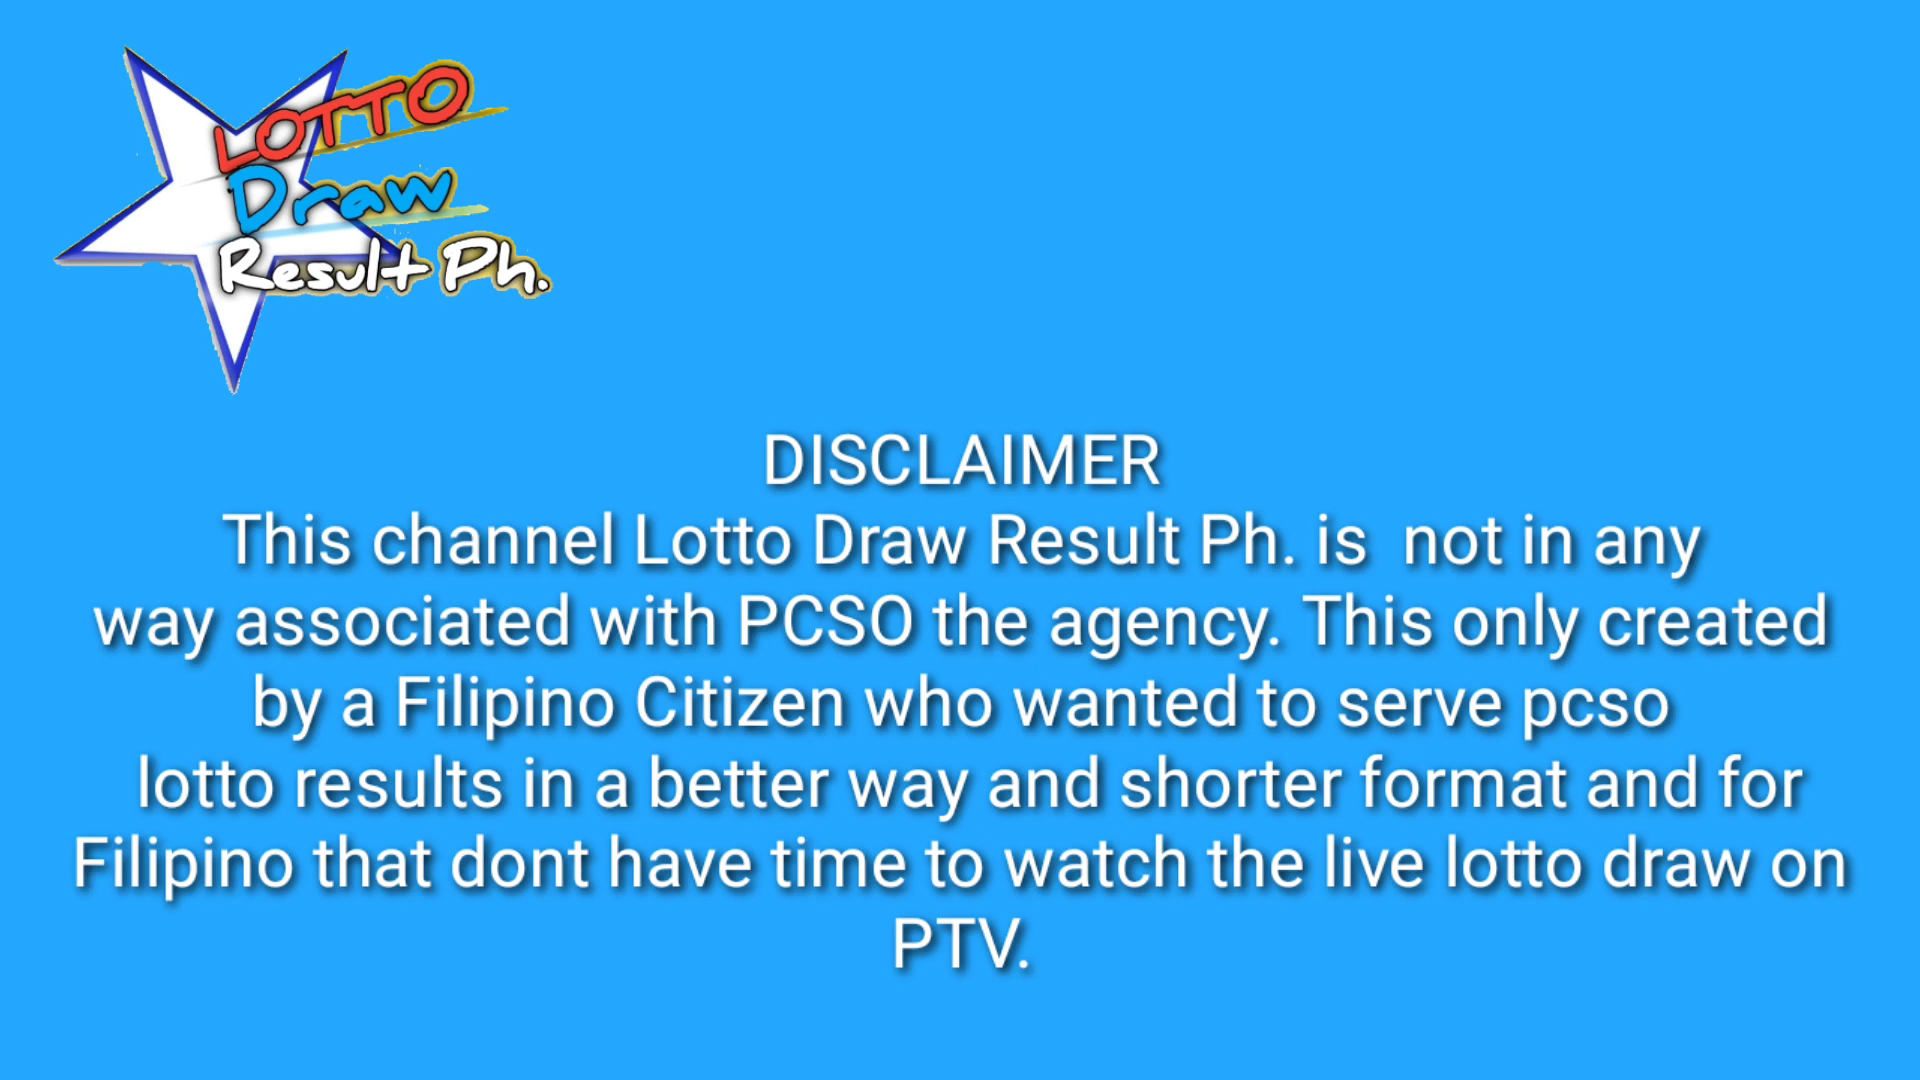 LOTTO
Draw
Result Ph.
DISCLAIMER
This channel Lotto Draw Result Ph. is  not in any
way associated with PCSO the agency. This only created
by a Filipino Citizen who wanted to serve pcso
lotto results in a better way and shorter format and for
Filipino that dont have time to watch the live lotto draw on
PTV.